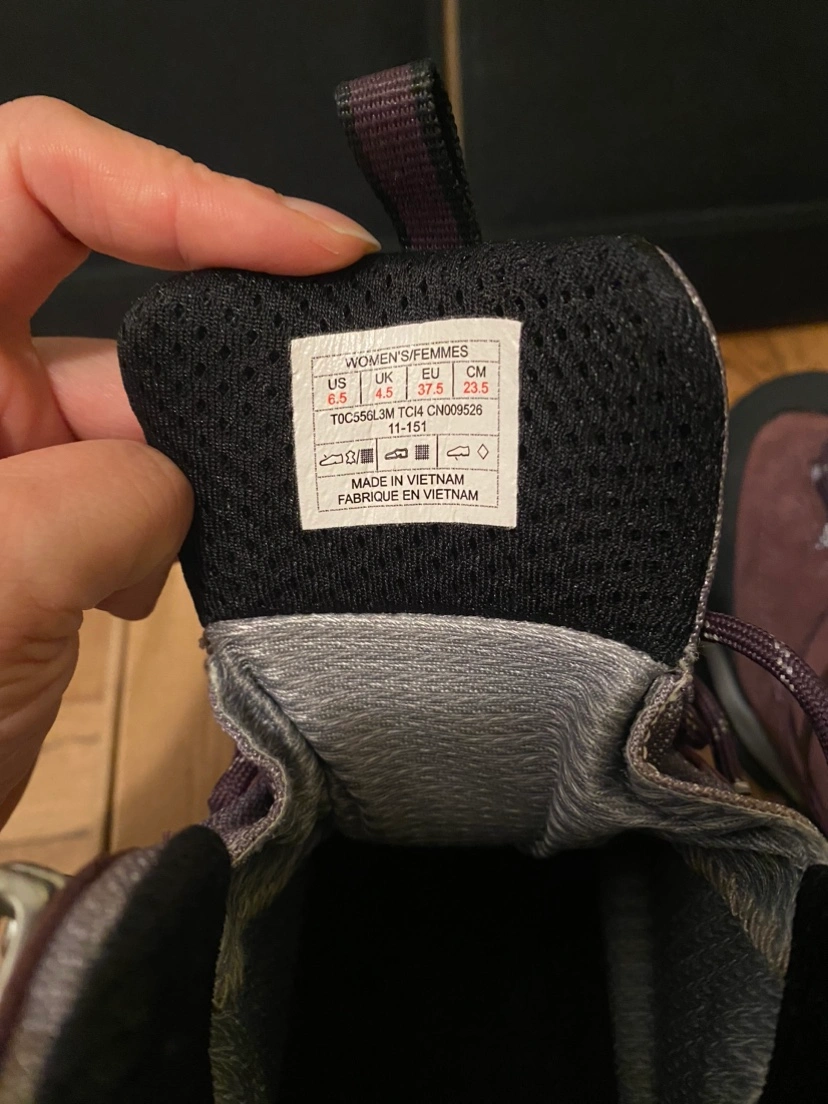 WOMEN'S/FEMMES
US UK EU CM
6.5 4.5 37.5 23.5
T0C556L3M TCI4 CN009526
11-151
MADE IN VIETNAM
FABRIQUE EN VIETNAM